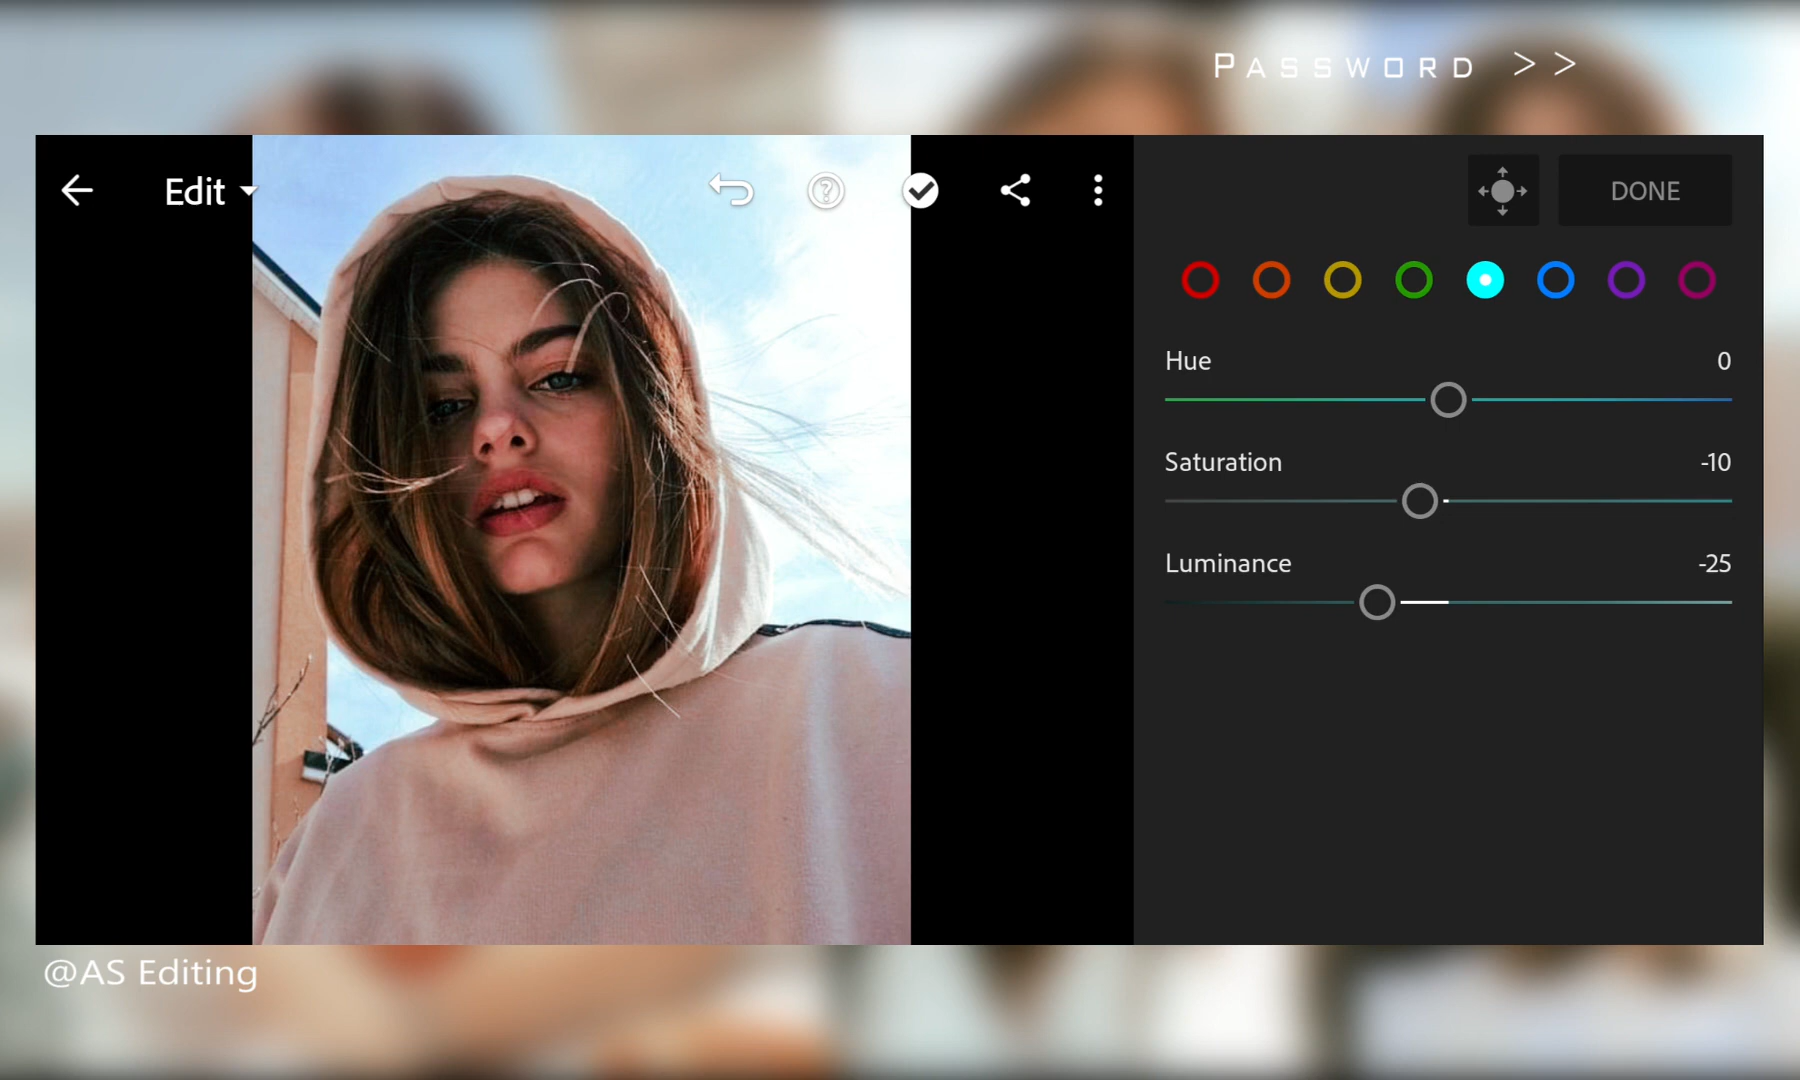 PASSWORD >>
Edit
DONE
Hue 0
Saturation -10
Luminance -25
@AS Editing